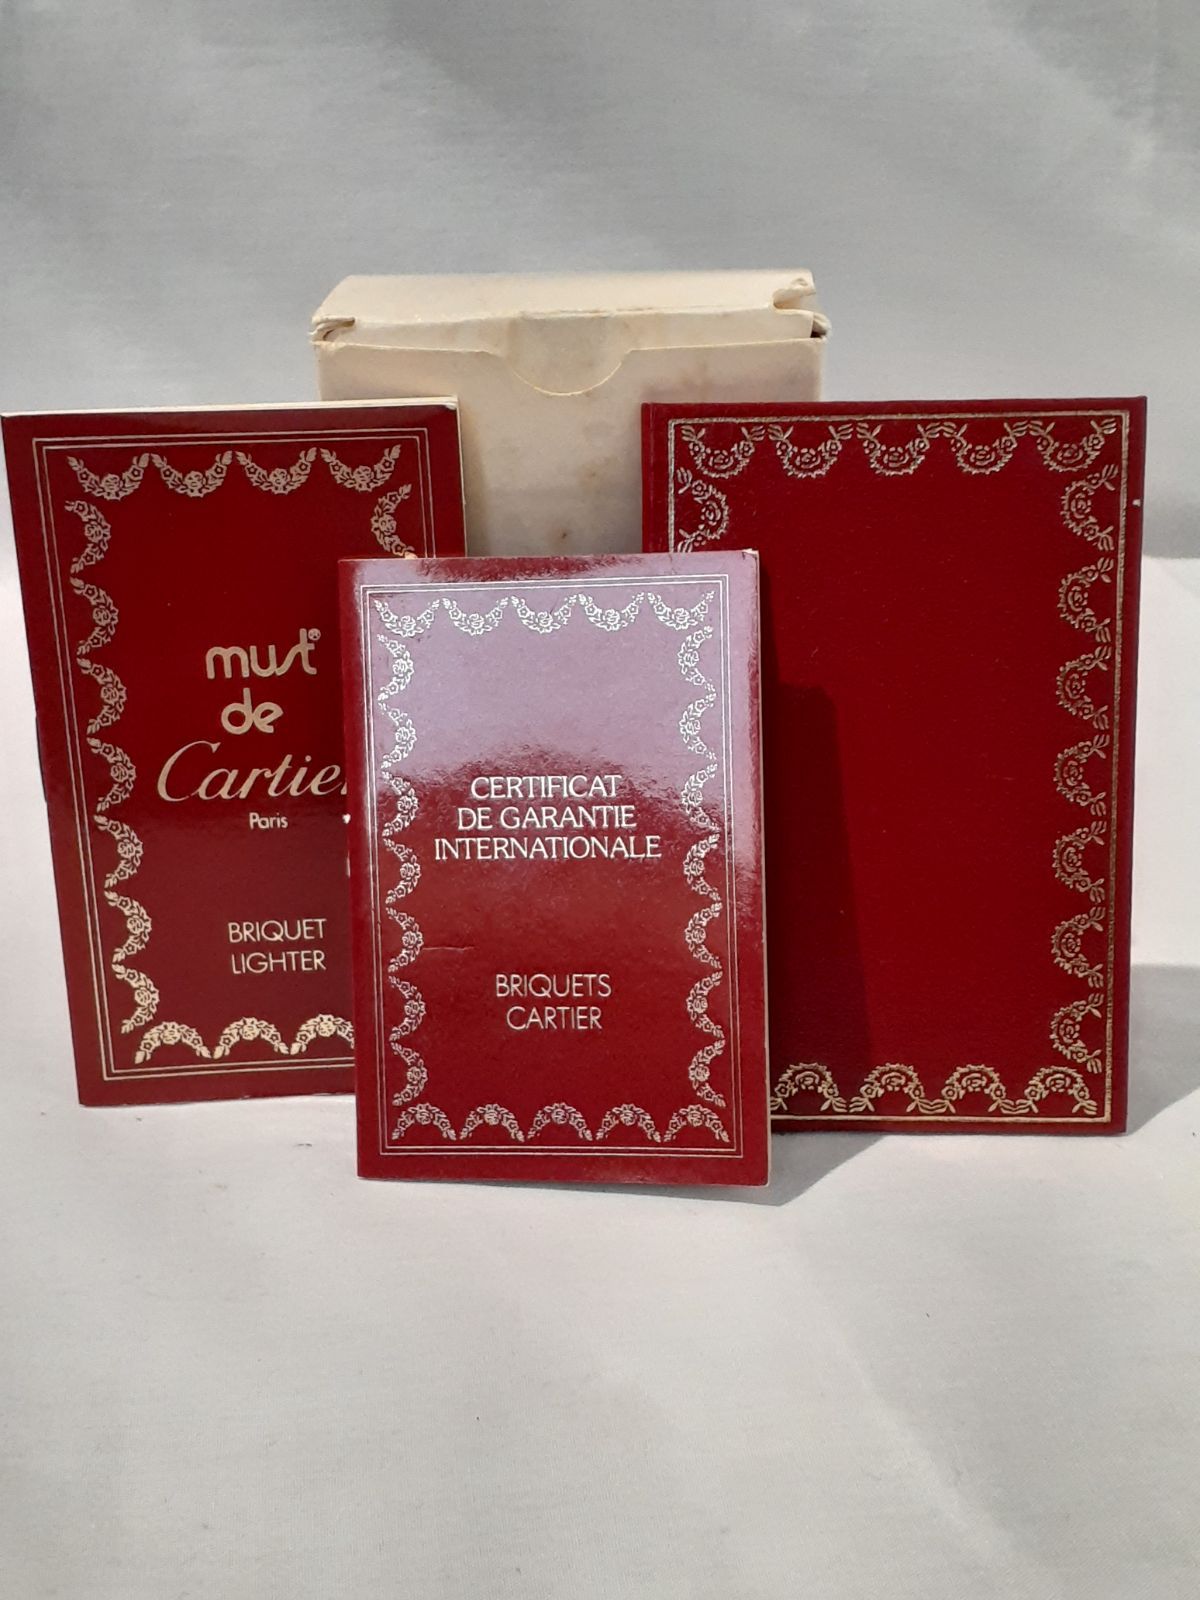 must®
de
Cartier
Paris
BRIQUET
LIGHTER
CERTIFICAT
DE GARANTIE
INTERNATIONALE
BRIQUETS
CARTIER